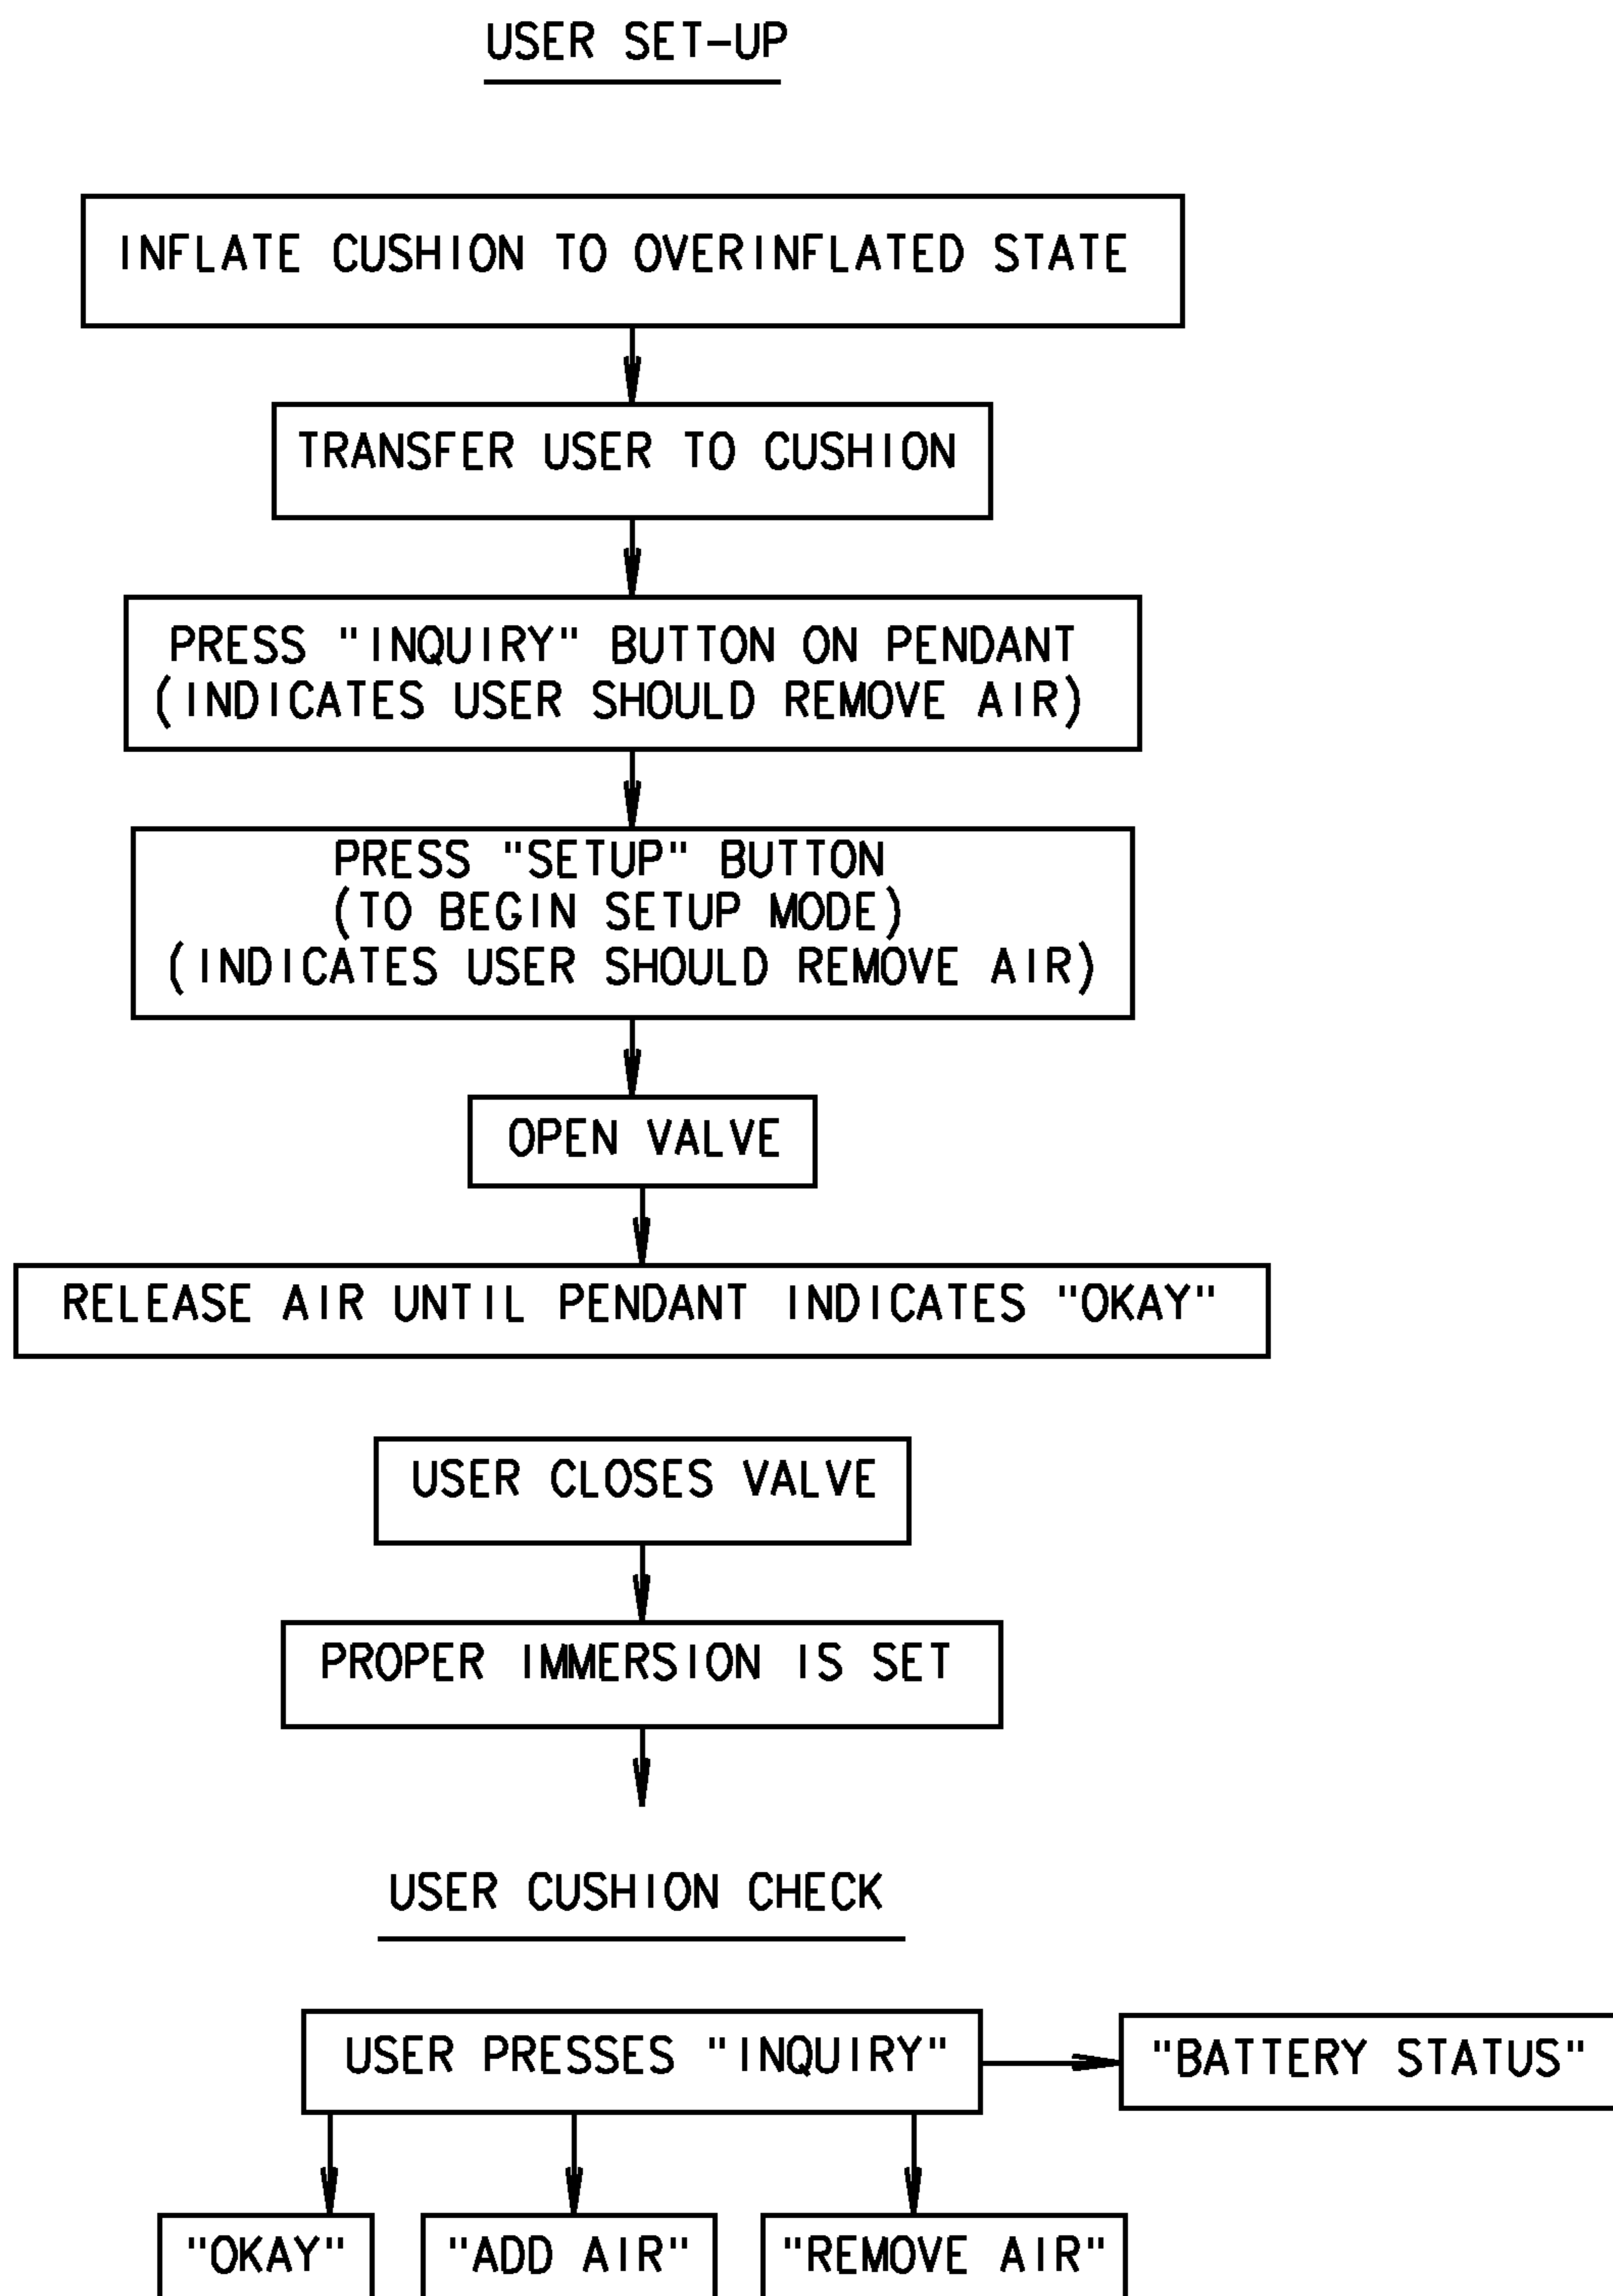 USER SET-UP
INFLATE CUSHION TO OVERINFLATED STATE
TRANSFER USER TO CUSHION
PRESS "INQUIRY" BUTTON ON PENDANT
(INDICATES USER SHOULD REMOVE AIR)
PRESS "SETUP" BUTTON
(TO BEGIN SETUP MODE)
(INDICATES USER SHOULD REMOVE AIR)
OPEN VALVE
RELEASE AIR UNTIL PENDANT INDICATES "OKAY"
USER CLOSES VALVE
PROPER IMMERSION IS SET
USER CUSHION CHECK
USER PRESSES "INQUIRY"
"BATTERY STATUS"
"OKAY"
"ADD AIR"
"REMOVE AIR"